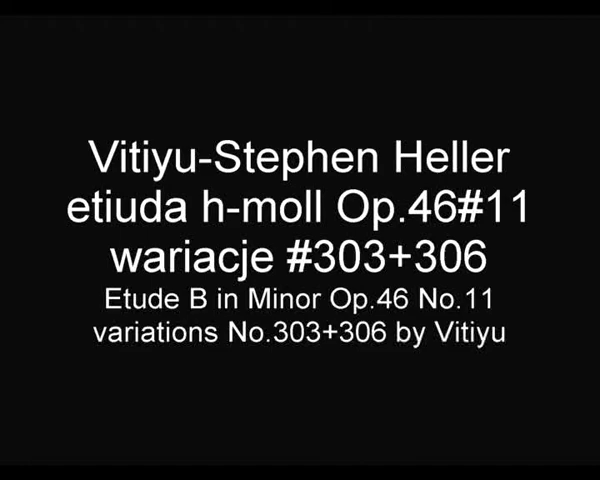 Vitiyu-Stephen Heller
etiuda h-moll Op.46#11
wariacje #303+306
Etude B in Minor Op.46 No.11
variations No.303+306 by Vitiyu